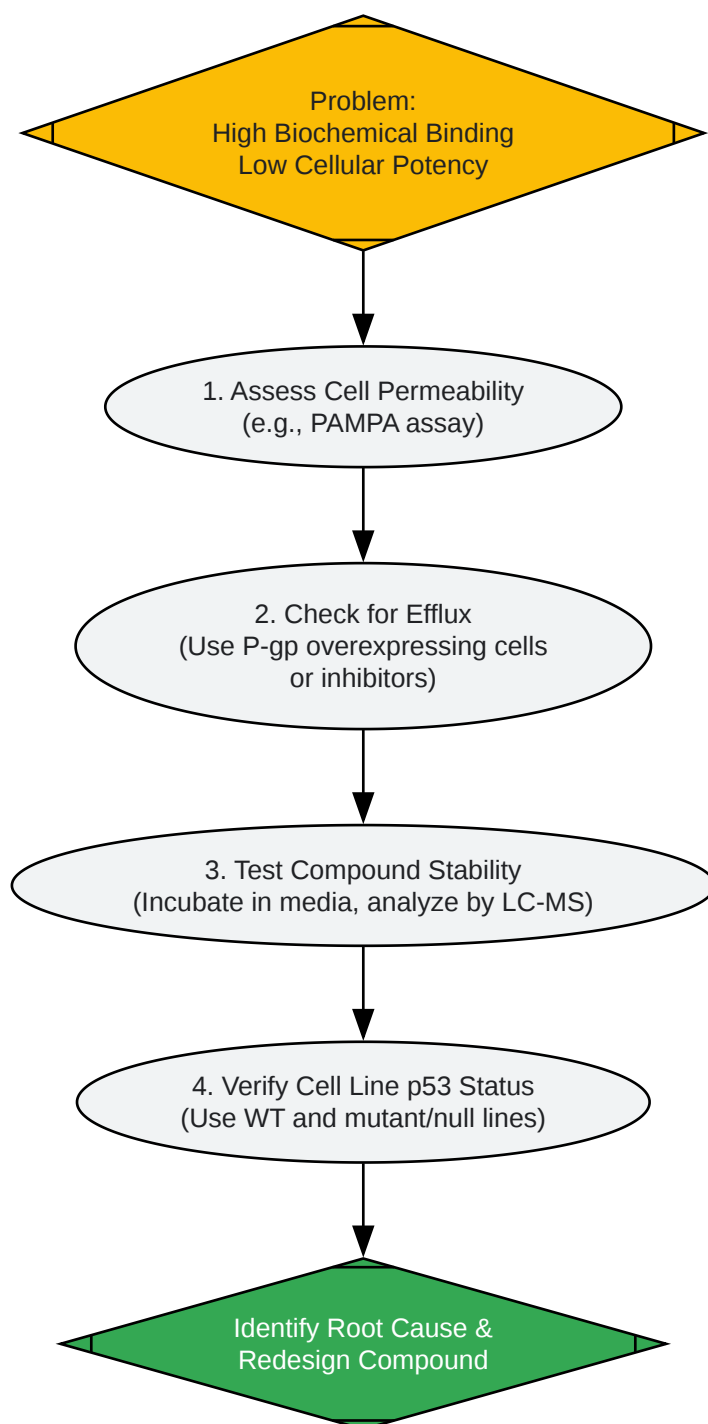 Problem:
High Biochemical Binding
Low Cellular Potency
1. Assess Cell Permeability
(e.g., PAMPA assay)
2. Check for Efflux
(Use P-gp overexpressing cells
or inhibitors)
3. Test Compound Stability
(Incubate in media, analyze by LC-MS)
4. Verify Cell Line p53 Status
(Use WT and mutant/null lines)
Identify Root Cause &
Redesign Compound